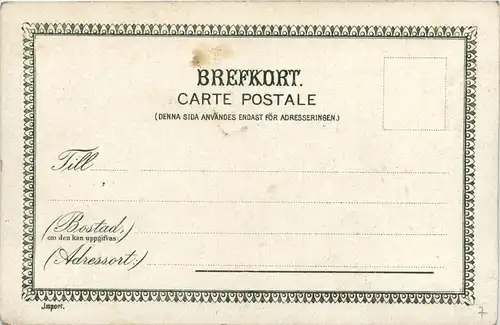 BREFKORT.
CARTE POSTALE
(DENNA SIDA ANVÄNDES ENDAST FÖR ADRESSERINGEN.)
Till
(Bostad,)
om den kan uppgifvas.
(Adressort:)
Import.
7